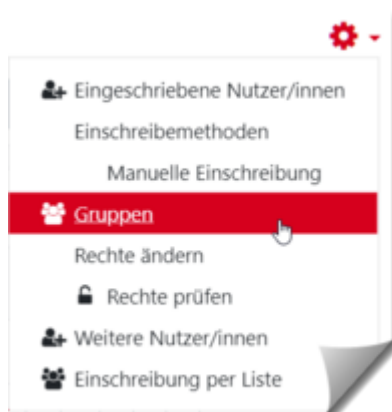 Eingeschriebene Nutzer/innen
Einschreibemethoden
Manuelle Einschreibung
Gruppen
Rechte ändern
Rechte prüfen
Weitere Nutzer/innen
Einschreibung per Liste